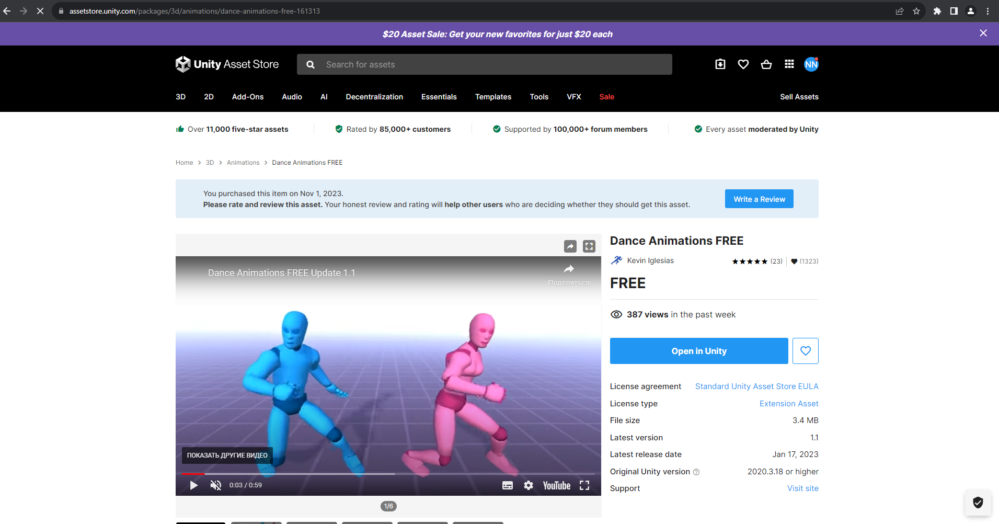 assetstore.unity.com/packages/3d/animations/dance-animations-free-161313
$20 Asset Sale: Get your new favorites for just $20 each
Unity Asset Store
Search for assets
NN
3D 2D Add-Ons Audio AI Decentralization Essentials Templates Tools VFX Sale Sell Assets
Over 11,000 five-star assets Rated by 85,000+ customers Supported by 100,000+ forum members Every asset moderated by Unity
Home > 3D > Animations > Dance Animations FREE
You purchased this item on Nov 1, 2023.
Please rate and review this asset. Your honest review and rating will help other users who are deciding whether they should get this asset.
Write a Review
Dance Animations FREE Update 1.1
Поделиться
ПОКАЗАТЬ ДРУГИЕ ВИДЕО
0:03 / 0:59
YouTube
1/6
Dance Animations FREE
Kevin Iglesias
★★★★★ (23) (1323)
FREE
387 views in the past week
Open in Unity
License agreement Standard Unity Asset Store EULA
License type Extension Asset
File size 3.4 MB
Latest version 1.1
Latest release date Jan 17, 2023
Original Unity version 2020.3.18 or higher
Support Visit site